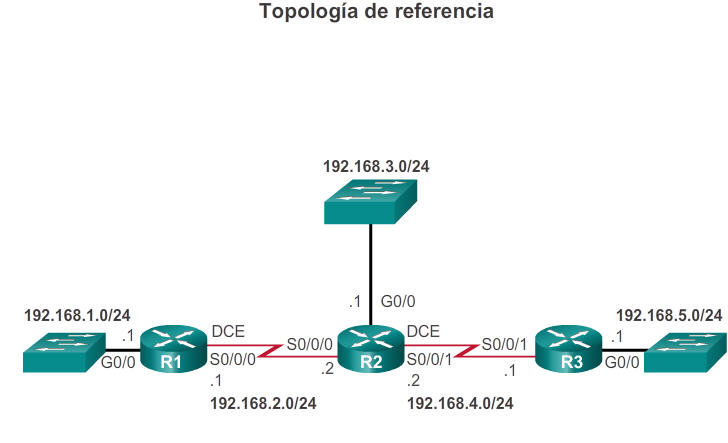 Topología de referencia
192.168.3.0/24
.1 G0/0
192.168.1.0/24
192.168.5.0/24
.1 DCE S0/0/0 DCE S0/0/1 .1
R1 R2 R3
G0/0 S0/0/0 S0/0/1 G0/0
.1 .2 .2 .1
192.168.2.0/24
192.168.4.0/24